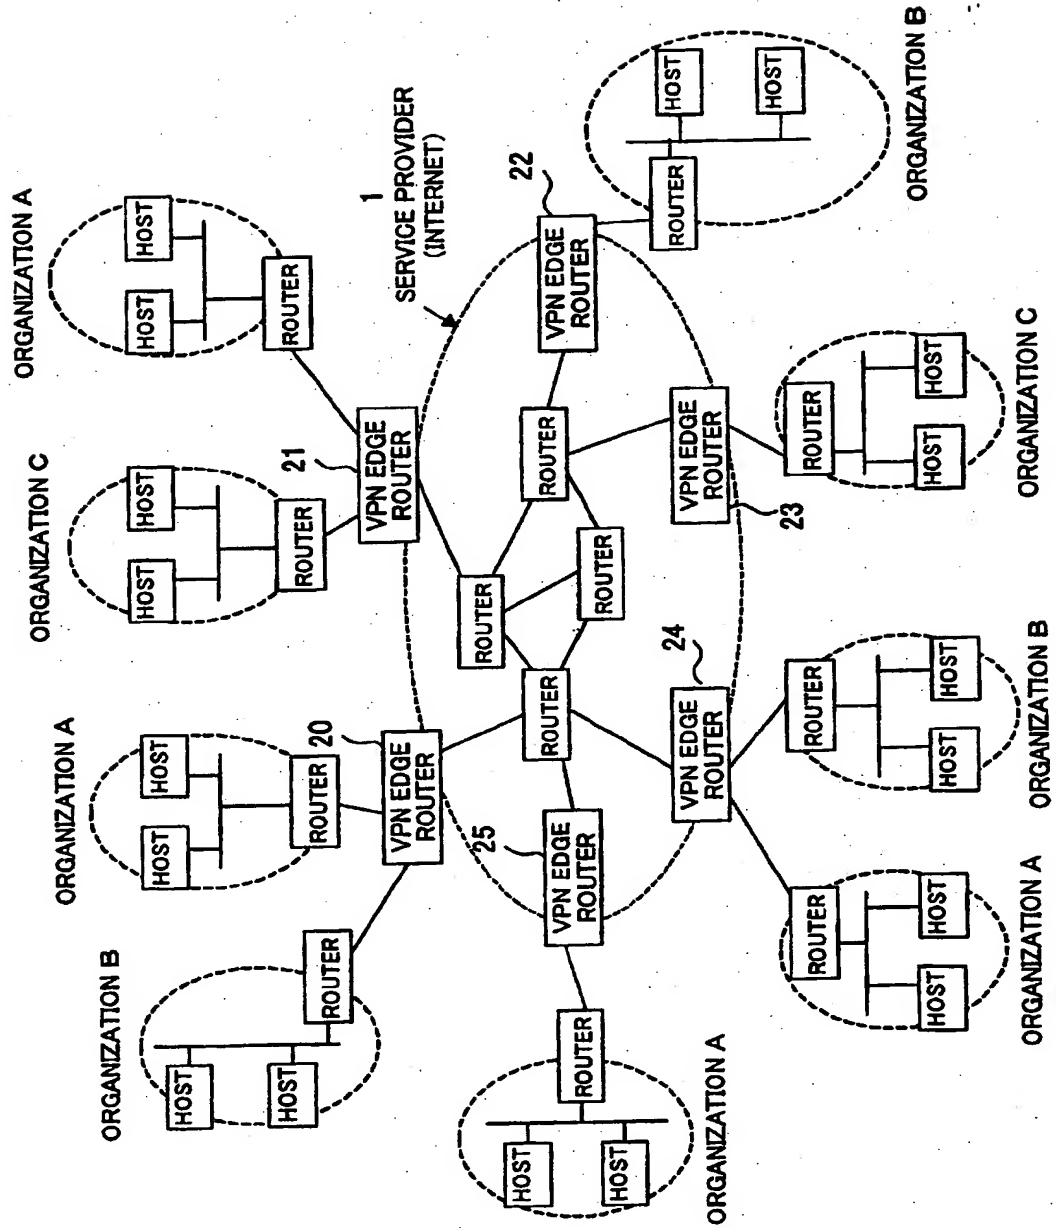 ORGANIZATION B
HOST
HOST
ROUTER
ORGANIZATION A
HOST
HOST
ROUTER
ORGANIZATION C
HOST
HOST
ROUTER
ORGANIZATION A
HOST
HOST
ROUTER
20
VPN EDGE
ROUTER
21
VPN EDGE
ROUTER
1
SERVICE PROVIDER
(INTERNET)
ORGANIZATION A
HOST
HOST
ROUTER
25
VPN EDGE
ROUTER
ROUTER
ROUTER
ROUTER
ROUTER
22
VPN EDGE
ROUTER
24
VPN EDGE
ROUTER
VPN EDGE
ROUTER
23
ROUTER
HOST
HOST
ORGANIZATION B
ROUTER
HOST
HOST
ORGANIZATION A
ROUTER
HOST
HOST
ORGANIZATION B
ROUTER
HOST
HOST
ORGANIZATION C